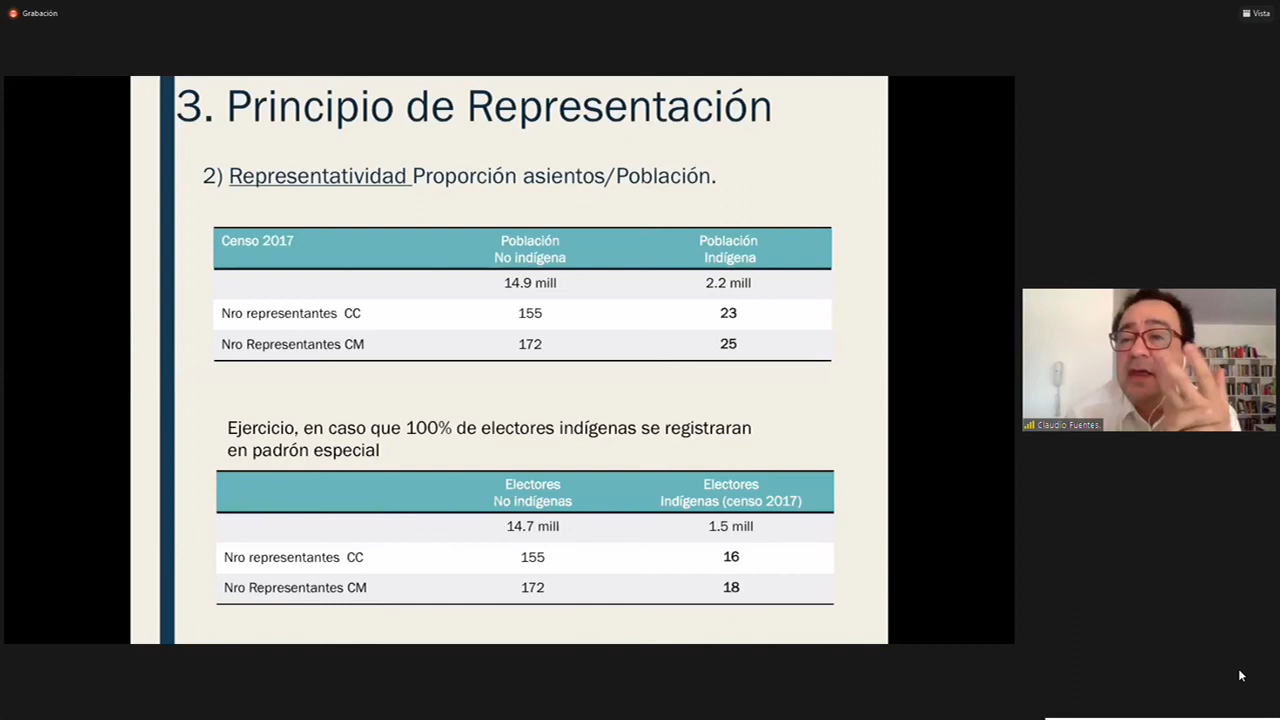 Grabación
Vista
3. Principio de Representación
2) Representatividad Proporción asientos/Población.
Censo 2017 Población No indígena Población Indígena
14.9 mill 2.2 mill
Nro representantes CC 155 23
Nro Representantes CM 172 25
Ejercicio, en caso que 100% de electores indígenas se registraran
en padrón especial
Electores No indígenas Electores Indígenas (censo 2017)
14.7 mill 1.5 mill
Nro representantes CC 155 16
Nro Representantes CM 172 18
Claudio Fuentes.